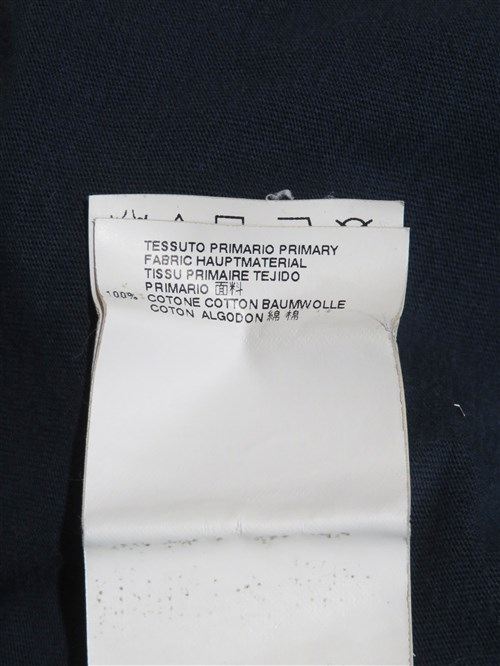 TESSUTO PRIMARIO PRIMARY
FABRIC HAUPTMATERIAL
TISSU PRIMAIRE TEJIDO
PRIMARIO 面料
100% COTONE COTTON BAUMWOLLE
COTON ALGODON 綿 棉